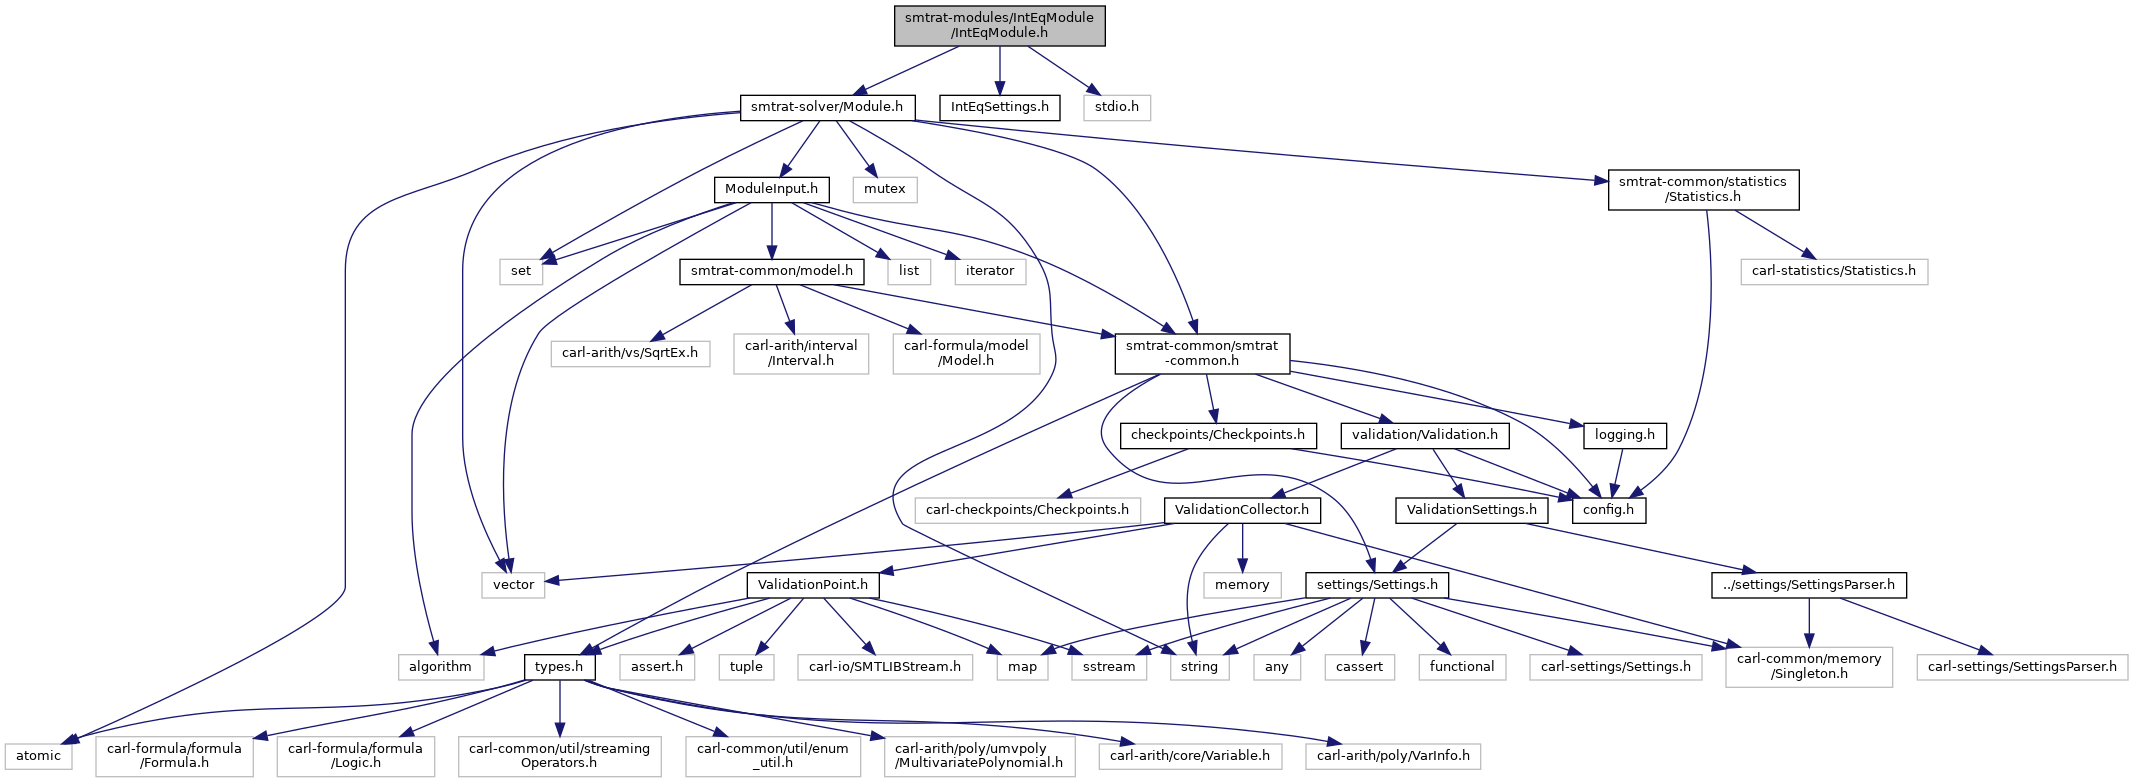 smtrat-modules/IntEqModule
/IntEqModule.h
smtrat-solver/Module.h
IntEqSettings.h
stdio.h
smtrat-common/statistics
/Statistics.h
ModuleInput.h
mutex
set
smtrat-common/model.h
list
iterator
carl-statistics/Statistics.h
carl-arith/vs/SqrtEx.h
carl-arith/interval
/Interval.h
carl-formula/model
/Model.h
smtrat-common/smtrat
-common.h
checkpoints/Checkpoints.h
validation/Validation.h
logging.h
carl-checkpoints/Checkpoints.h
ValidationCollector.h
ValidationSettings.h
config.h
vector
ValidationPoint.h
memory
settings/Settings.h
../settings/SettingsParser.h
algorithm
types.h
assert.h
tuple
carl-io/SMTLIBStream.h
map
sstream
string
any
cassert
functional
carl-settings/Settings.h
carl-common/memory
/Singleton.h
carl-settings/SettingsParser.h
atomic
carl-formula/formula
/Formula.h
carl-formula/formula
/Logic.h
carl-common/util/streaming
Operators.h
carl-common/util/enum
_util.h
carl-arith/poly/umvpoly
/MultivariatePolynomial.h
carl-arith/core/Variable.h
carl-arith/poly/VarInfo.h